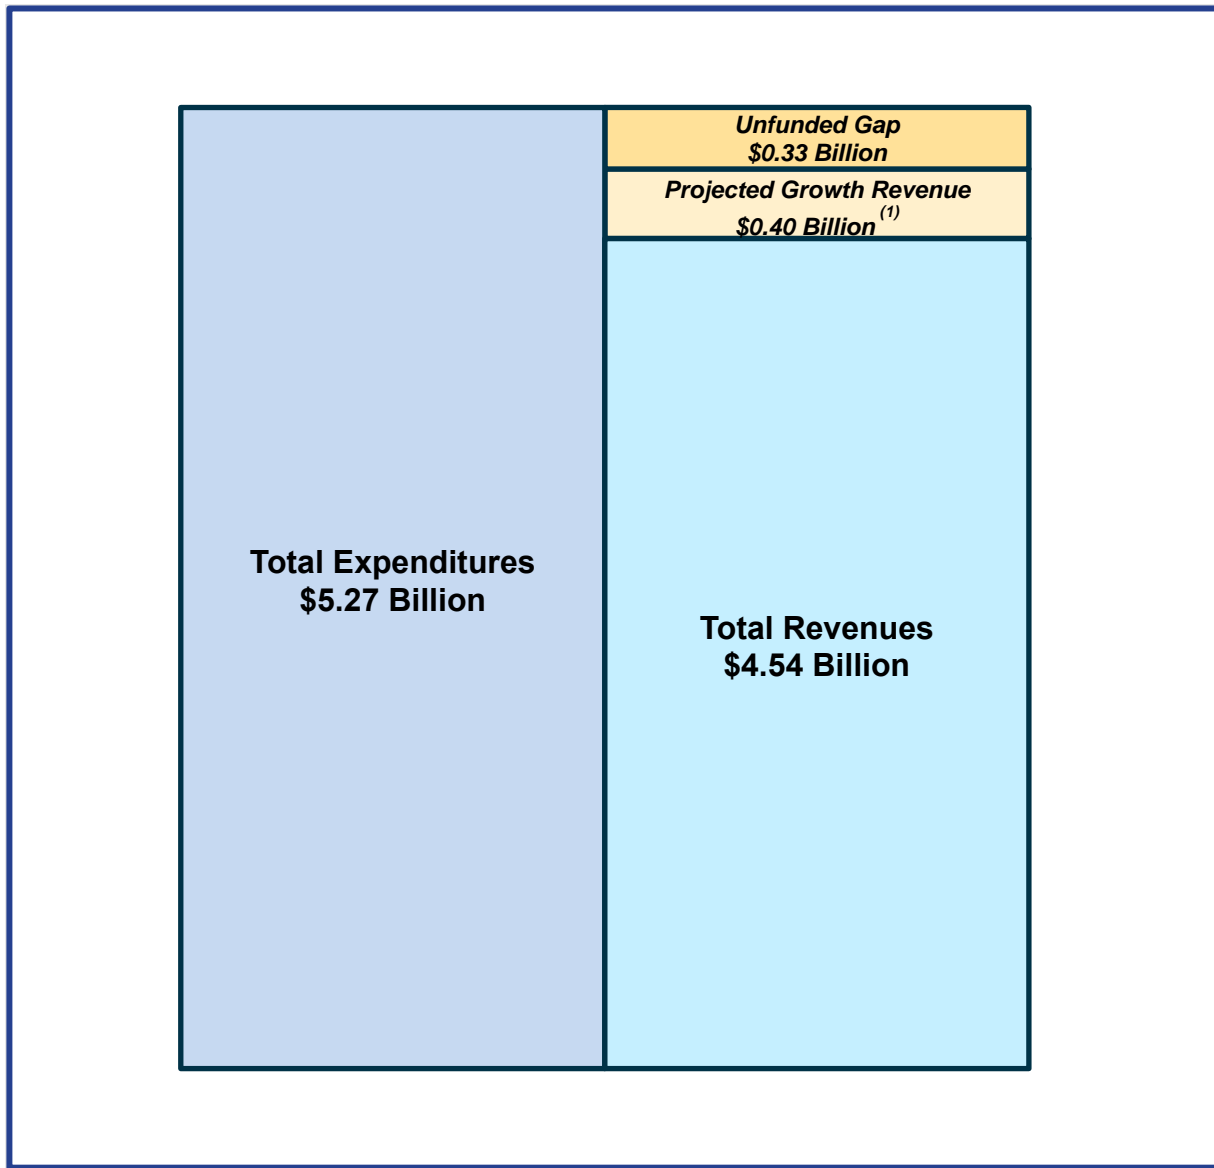 Unfunded Gap
$0.33 Billion
Projected Growth Revenue
$0.40 Billion (1)
Total Expenditures
$5.27 Billion
Total Revenues
$4.54 Billion